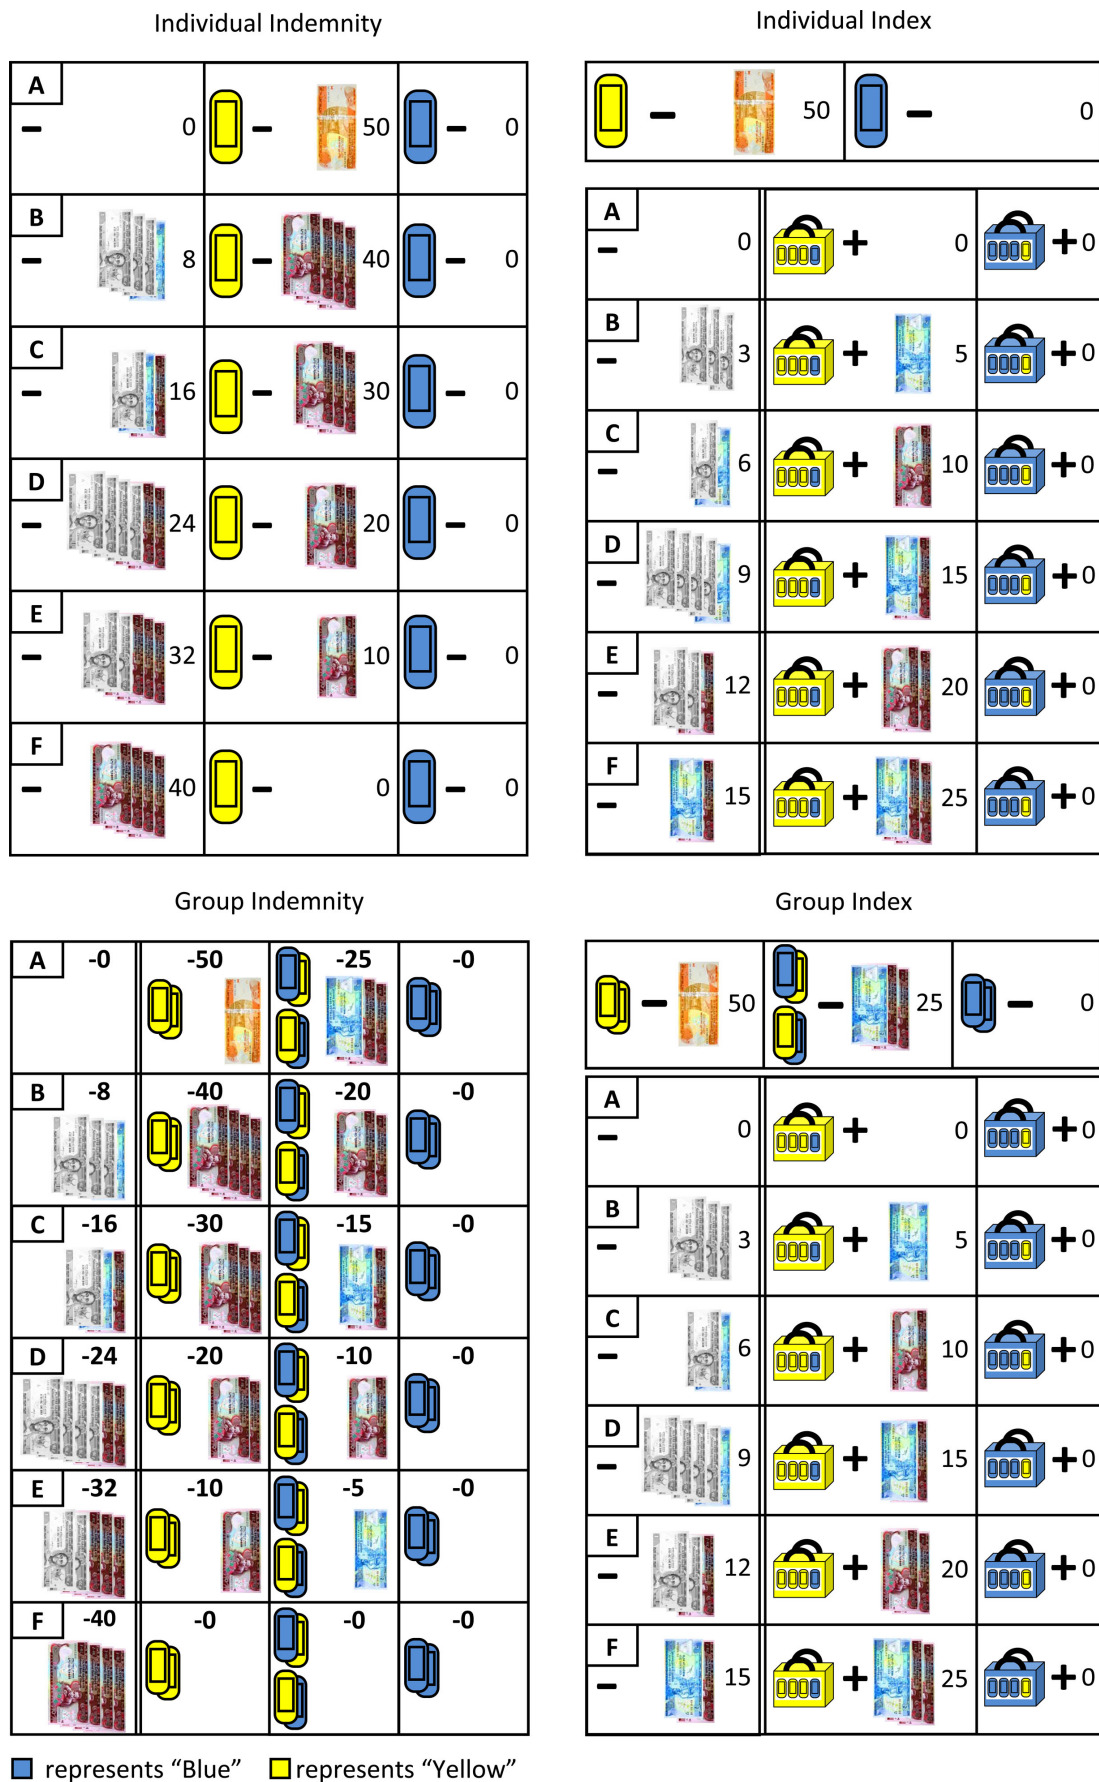 Individual Indemnity
A
- 0 - 50 - 0
B
- 8 - 40 - 0
C
- 16 - 30 - 0
D
- 24 - 20 - 0
E
- 32 - 10 - 0
F
- 40 - 0 - 0
Individual Index
- 50 - 0
A
- 0 + 0 +0
B
- 3 + 5 +0
C
- 6 + 10 +0
D
- 9 + 15 +0
E
- 12 + 20 +0
F
- 15 + 25 +0
Group Indemnity
A -0 -50 -25 -0
B -8 -40 -20 -0
C -16 -30 -15 -0
D -24 -20 -10 -0
E -32 -10 -5 -0
F -40 -0 -0 -0
Group Index
- 50 - 25 - 0
A
- 0 + 0 +0
B
- 3 + 5 +0
C
- 6 + 10 +0
D
- 9 + 15 +0
E
- 12 + 20 +0
F
- 15 + 25 +0
represents “Blue” represents “Yellow”